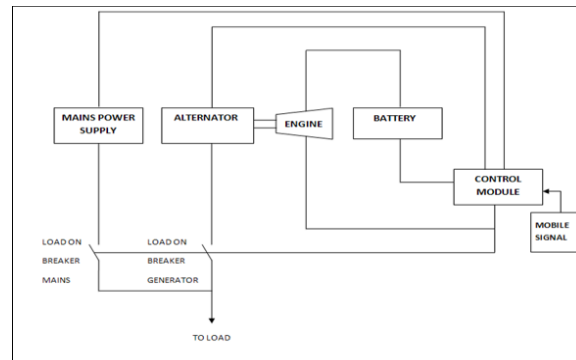 MAINS POWER
SUPPLY
ALTERNATOR
ENGINE
BATTERY
CONTROL
MODULE
MOBILE
SIGNAL
LOAD ON
BREAKER
MAINS
LOAD ON
BREAKER
GENERATOR
TO LOAD